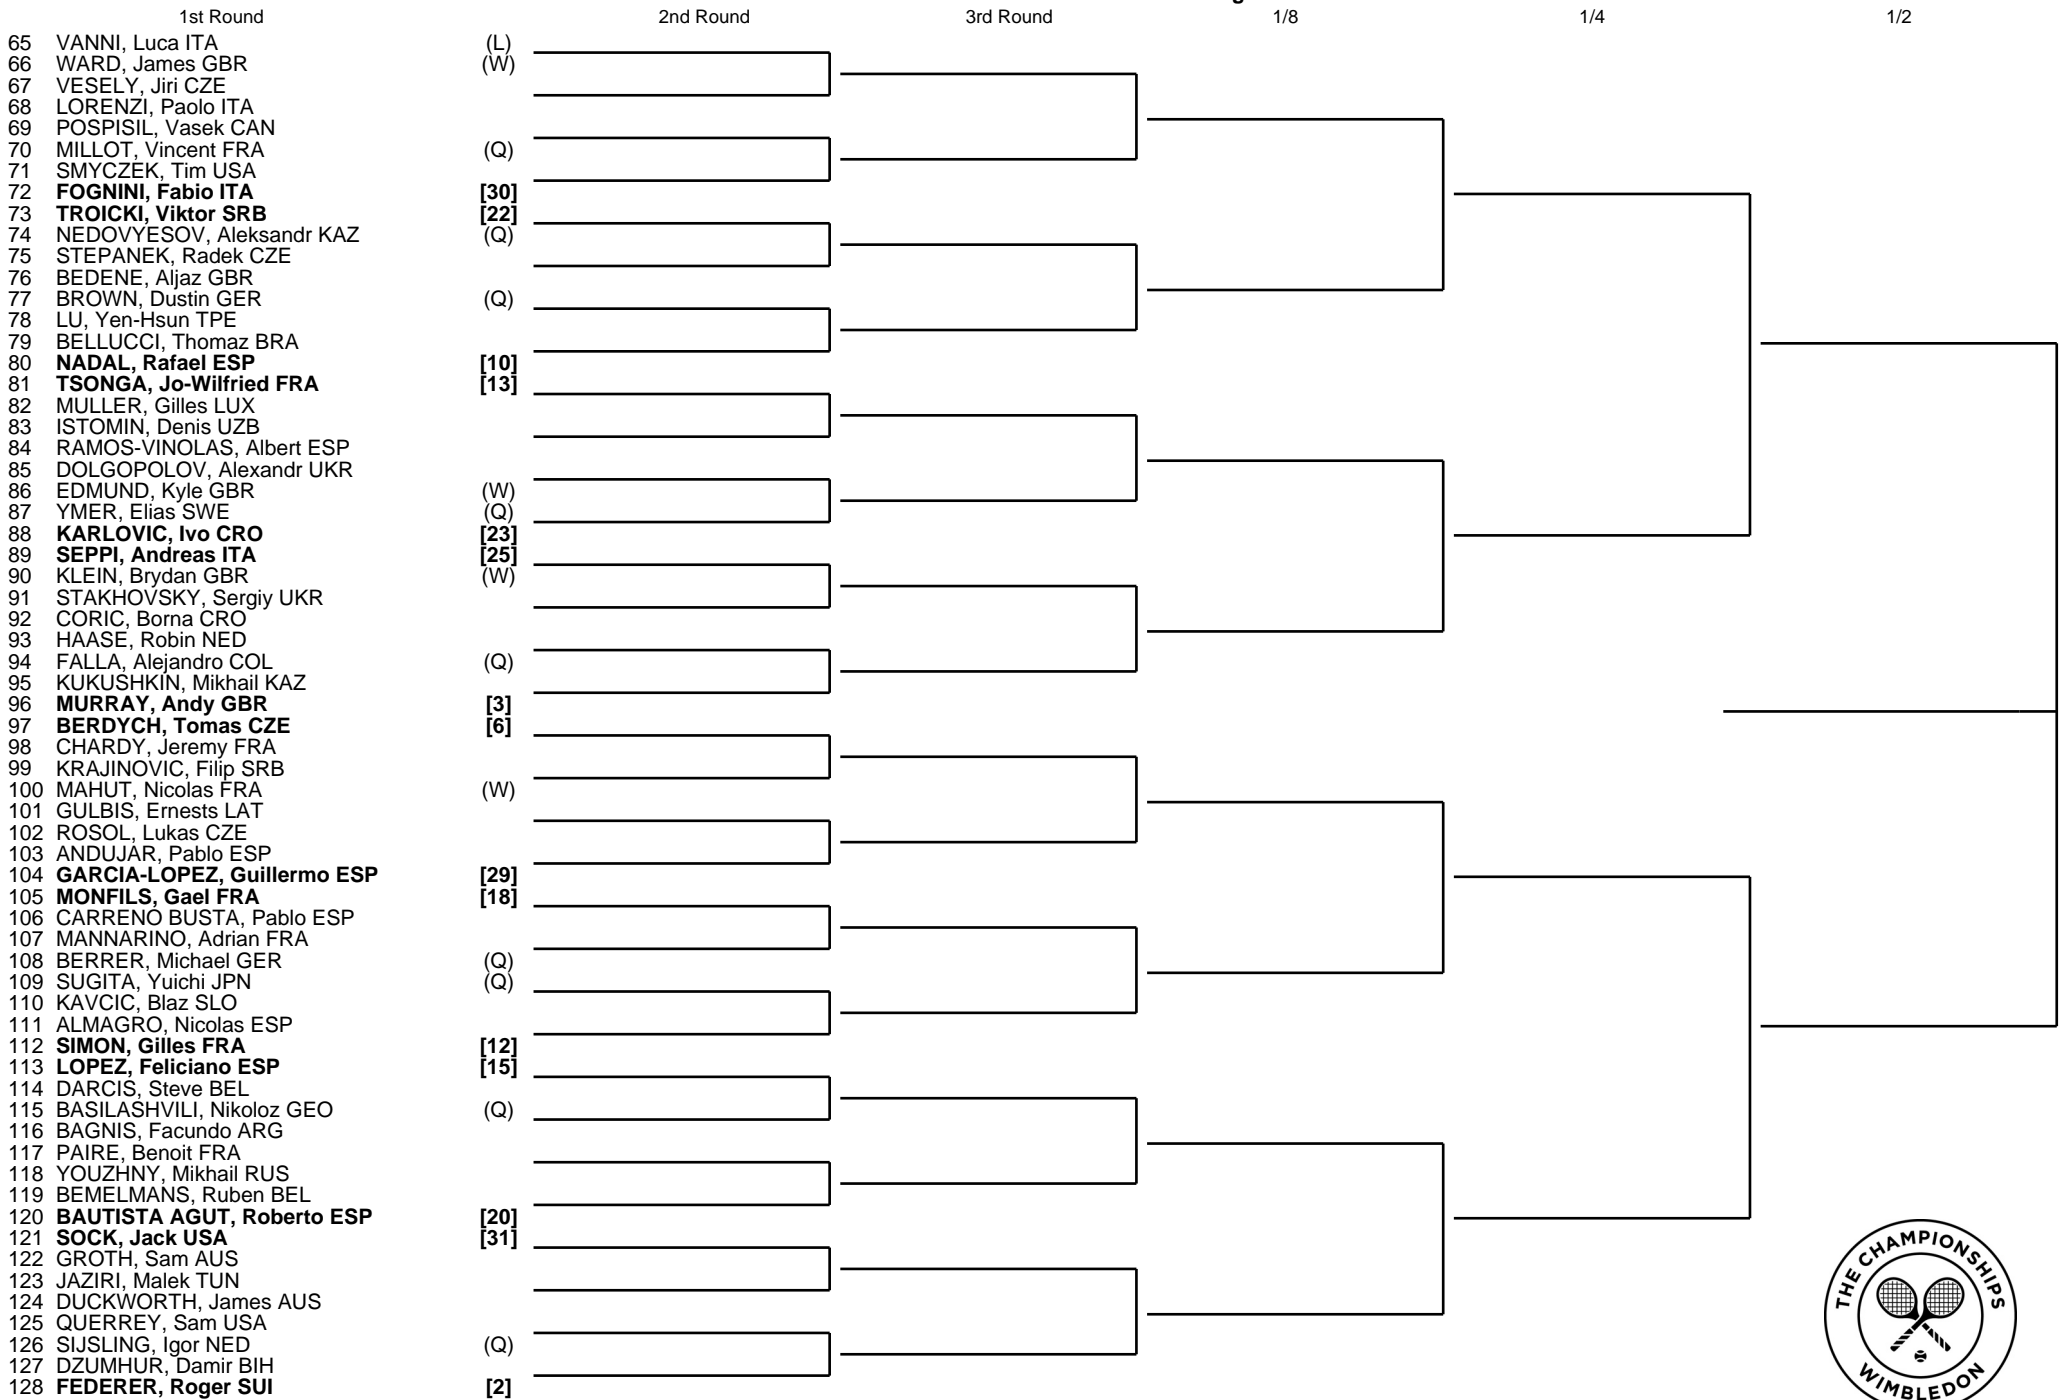 1st Round 2nd Round 3rd Round 1/8 1/4 1/2
65 VANNI, Luca ITA (L)
66 WARD, James GBR (W)
67 VESELY, Jiri CZE
68 LORENZI, Paolo ITA
69 POSPISIL, Vasek CAN
70 MILLOT, Vincent FRA (Q)
71 SMYCZEK, Tim USA
72 FOGNINI, Fabio ITA [30]
73 TROICKI, Viktor SRB [22]
74 NEDOVYESOV, Aleksandr KAZ (Q)
75 STEPANEK, Radek CZE
76 BEDENE, Aljaz GBR
77 BROWN, Dustin GER (Q)
78 LU, Yen-Hsun TPE
79 BELLUCCI, Thomaz BRA
80 NADAL, Rafael ESP [10]
81 TSONGA, Jo-Wilfried FRA [13]
82 MULLER, Gilles LUX
83 ISTOMIN, Denis UZB
84 RAMOS-VINOLAS, Albert ESP
85 DOLGOPOLOV, Alexandr UKR
86 EDMUND, Kyle GBR (W)
87 YMER, Elias SWE (Q)
88 KARLOVIC, Ivo CRO [23]
89 SEPPI, Andreas ITA [25]
90 KLEIN, Brydan GBR (W)
91 STAKHOVSKY, Sergiy UKR
92 CORIC, Borna CRO
93 HAASE, Robin NED
94 FALLA, Alejandro COL (Q)
95 KUKUSHKIN, Mikhail KAZ
96 MURRAY, Andy GBR [3]
97 BERDYCH, Tomas CZE [6]
98 CHARDY, Jeremy FRA
99 KRAJINOVIC, Filip SRB
100 MAHUT, Nicolas FRA (W)
101 GULBIS, Ernests LAT
102 ROSOL, Lukas CZE
103 ANDUJAR, Pablo ESP
104 GARCIA-LOPEZ, Guillermo ESP [29]
105 MONFILS, Gael FRA [18]
106 CARRENO BUSTA, Pablo ESP
107 MANNARINO, Adrian FRA
108 BERRER, Michael GER (Q)
109 SUGITA, Yuichi JPN (Q)
110 KAVCIC, Blaz SLO
111 ALMAGRO, Nicolas ESP
112 SIMON, Gilles FRA [12]
113 LOPEZ, Feliciano ESP [15]
114 DARCIS, Steve BEL
115 BASILASHVILI, Nikoloz GEO (Q)
116 BAGNIS, Facundo ARG
117 PAIRE, Benoit FRA
118 YOUZHNY, Mikhail RUS
119 BEMELMANS, Ruben BEL
120 BAUTISTA AGUT, Roberto ESP [20]
121 SOCK, Jack USA [31]
122 GROTH, Sam AUS
123 JAZIRI, Malek TUN
124 DUCKWORTH, James AUS
125 QUERREY, Sam USA
126 SIJSLING, Igor NED (Q)
127 DZUMHUR, Damir BIH
128 FEDERER, Roger SUI [2]
THE CHAMPIONSHIPS
WIMBLEDON